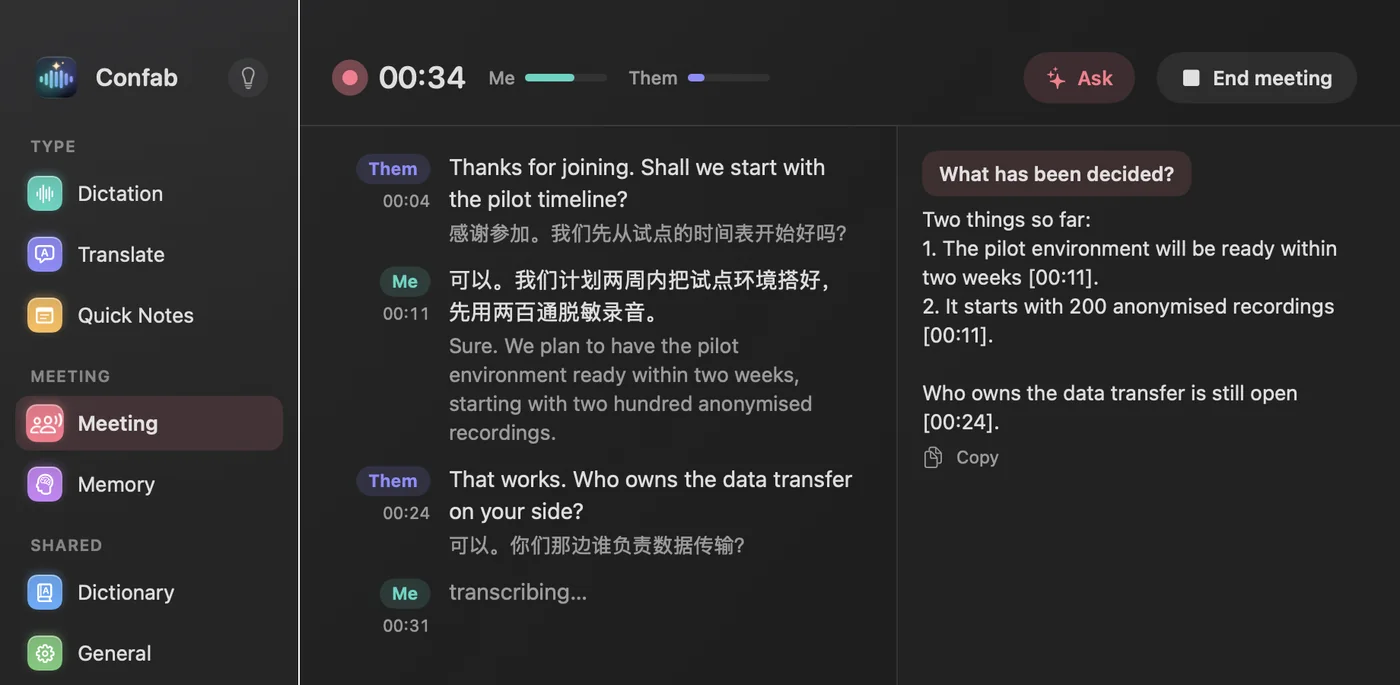 Confab
TYPE
Dictation
Translate
Quick Notes
MEETING
Meeting
Memory
SHARED
Dictionary
General
00:34
Me
Them
Ask
End meeting
Them
00:04
Thanks for joining. Shall we start with
the pilot timeline?
感谢参加。我们先从试点的时间表开始好吗?
Me
00:11
可以。我们计划两周内把试点环境搭好，
先用两百通脱敏录音。
Sure. We plan to have the pilot
environment ready within two weeks,
starting with two hundred anonymised
recordings.
Them
00:24
That works. Who owns the data transfer
on your side?
可以。你们那边谁负责数据传输?
Me
00:31
transcribing...
What has been decided?
Two things so far:
1. The pilot environment will be ready within
two weeks [00:11].
2. It starts with 200 anonymised recordings
[00:11].
Who owns the data transfer is still open
[00:24].
Copy